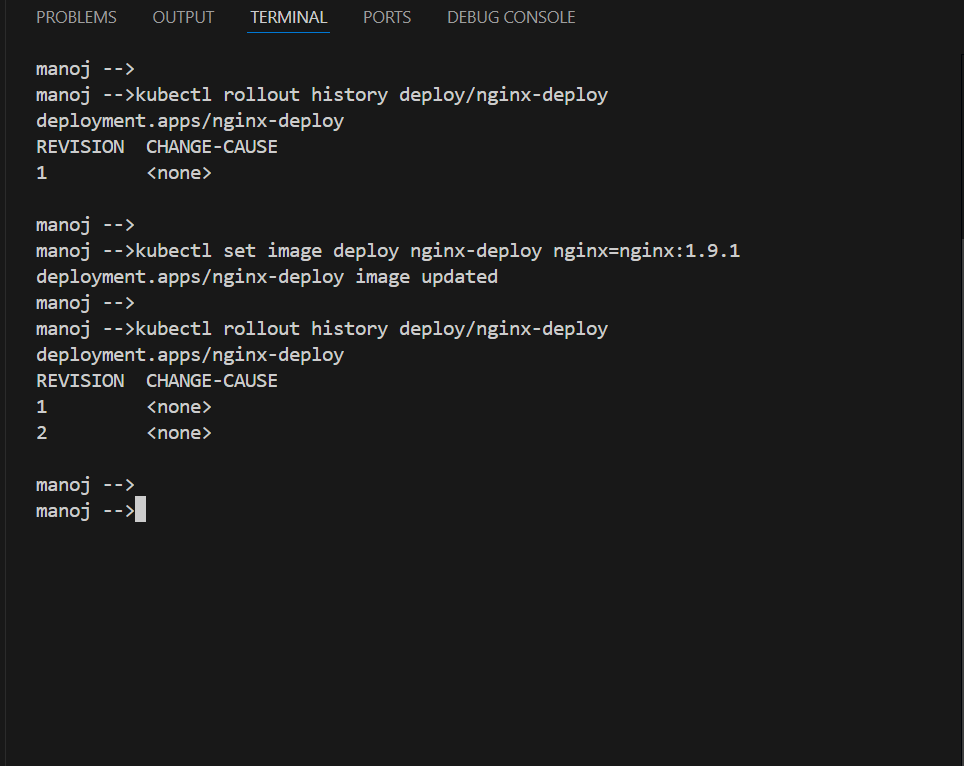 PROBLEMS OUTPUT TERMINAL PORTS DEBUG CONSOLE
manoj -->
manoj -->kubectl rollout history deploy/nginx-deploy
deployment.apps/nginx-deploy
REVISION  CHANGE-CAUSE
1         <none>
manoj -->
manoj -->kubectl set image deploy nginx-deploy nginx=nginx:1.9.1
deployment.apps/nginx-deploy image updated
manoj -->
manoj -->kubectl rollout history deploy/nginx-deploy
deployment.apps/nginx-deploy
REVISION  CHANGE-CAUSE
1         <none>
2         <none>
manoj -->
manoj -->